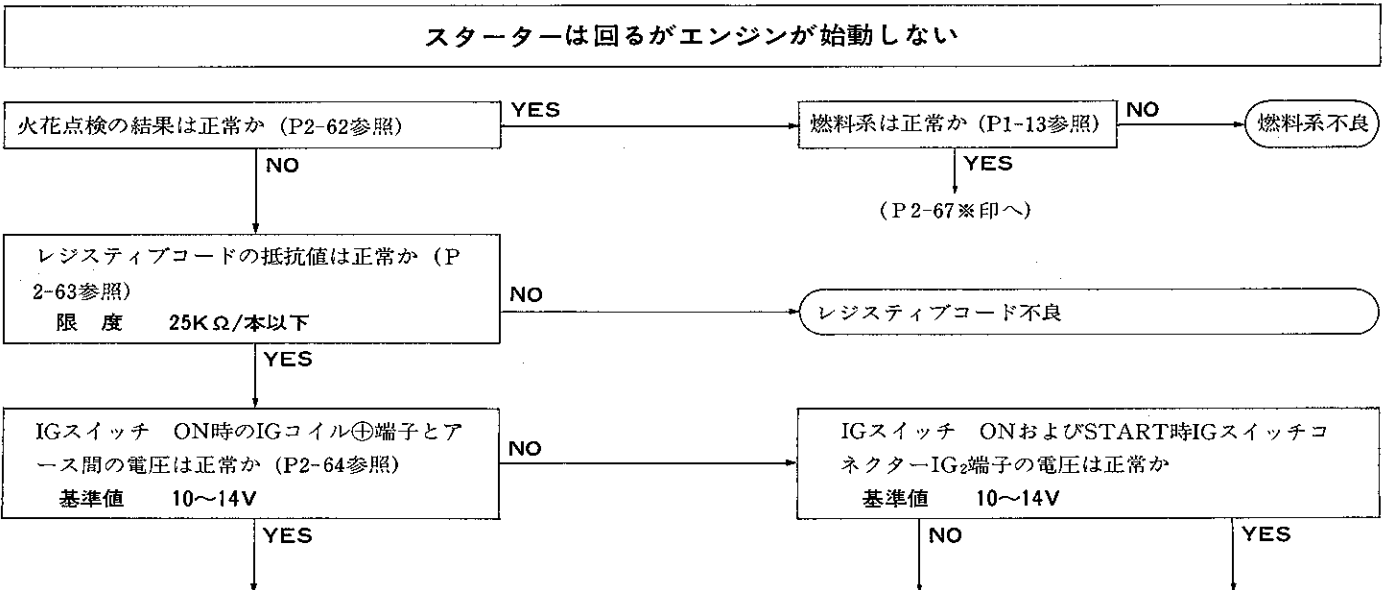 スターターは回るがエンジンが始動しない
火花点検の結果は正常か (P2-62参照)
YES
燃料系は正常か (P1-13参照)
NO
燃料系不良
NO
YES
(P2-67※印へ)
レジスティブコードの抵抗値は正常か (P
2-63参照)
限 度 25KΩ/本以下
NO
レジスティブコード不良
YES
IGスイッチ ON時のIGコイル⊕端子とア
ース間の電圧は正常か (P2-64参照)
基準値 10〜14V
NO
IGスイッチ ONおよびSTART時IGスイッチコ
ネクターIG₂端子の電圧は正常か
基準値 10〜14V
YES
NO
YES